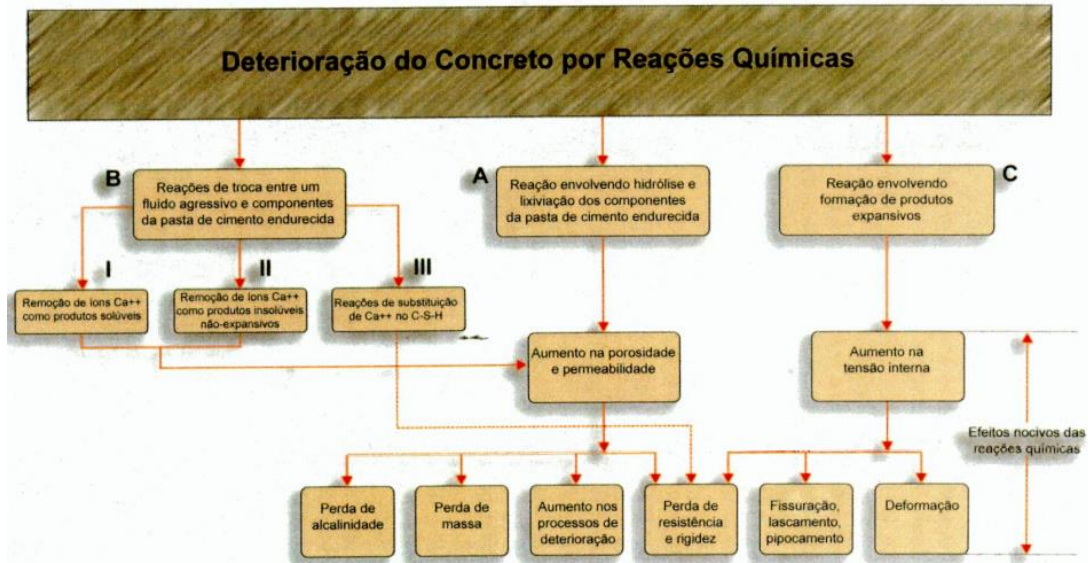 Deterioração do Concreto por Reações Químicas
B
Reações de troca entre um
fluído agressivo e componentes
da pasta de cimento endurecida
A
Reação envolvendo hidrólise e
lixiviação dos componentes
da pasta de cimento endurecida
C
Reação envolvendo
formação de produtos
expansivos
I
II
III
Remoção de íons Ca++
como produtos solúveis
Remoção de íons Ca++
como produtos insolúveis
não-expansivos
Reações de substituição
de Ca++ no C-S-H
Aumento na porosidade
e permeabilidade
Aumento na
tensão interna
Efeitos nocivos das
reações químicas
Perda de
alcalinidade
Perda de
massa
Aumento nos
processos de
deterioração
Perda de
resistência
e rigidez
Fissuração,
lascamento,
pipocamento
Deformação